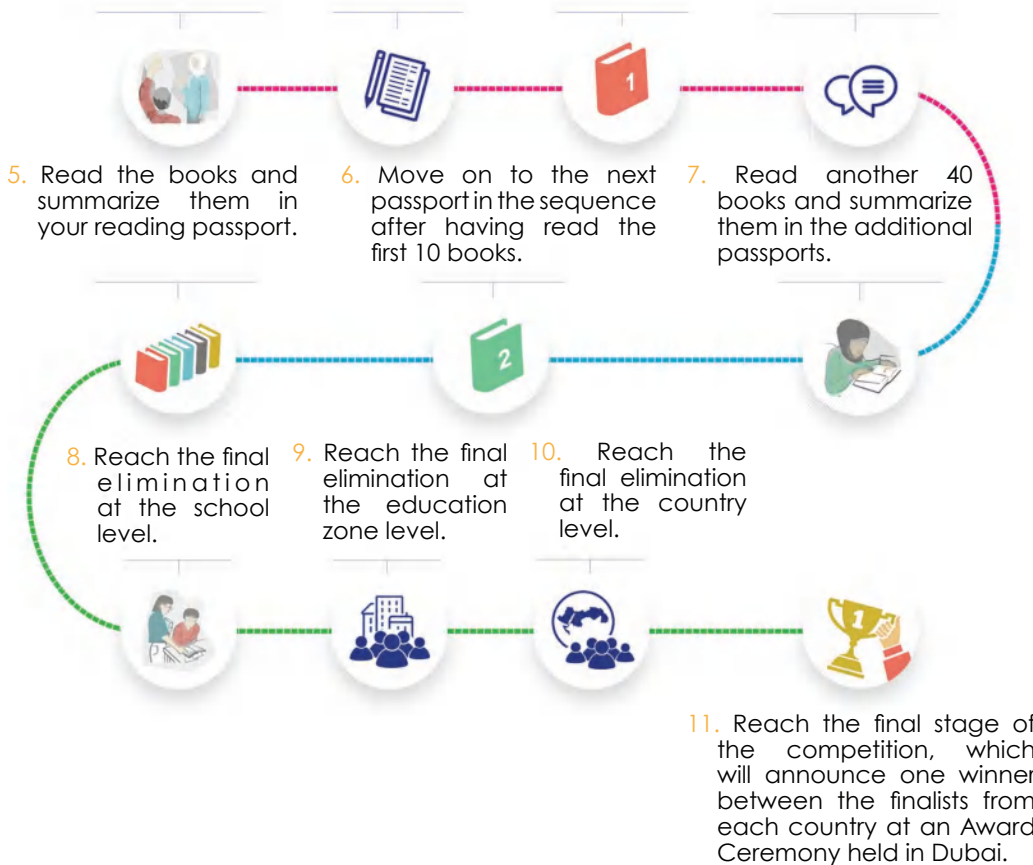 1
5. Read the books and
summarize them in
your reading passport.
6. Move on to the next
passport in the sequence
after having read the
first 10 books.
7. Read another 40
books and summarize
them in the additional
passports.
2
8. Reach the final
elimination
at the school
level.
9. Reach the final
elimination at
the education
zone level.
10. Reach the
final elimination
at the country
level.
1
11. Reach the final stage of
the competition, which
will announce one winner
between the finalists from
each country at an Award
Ceremony held in Dubai.